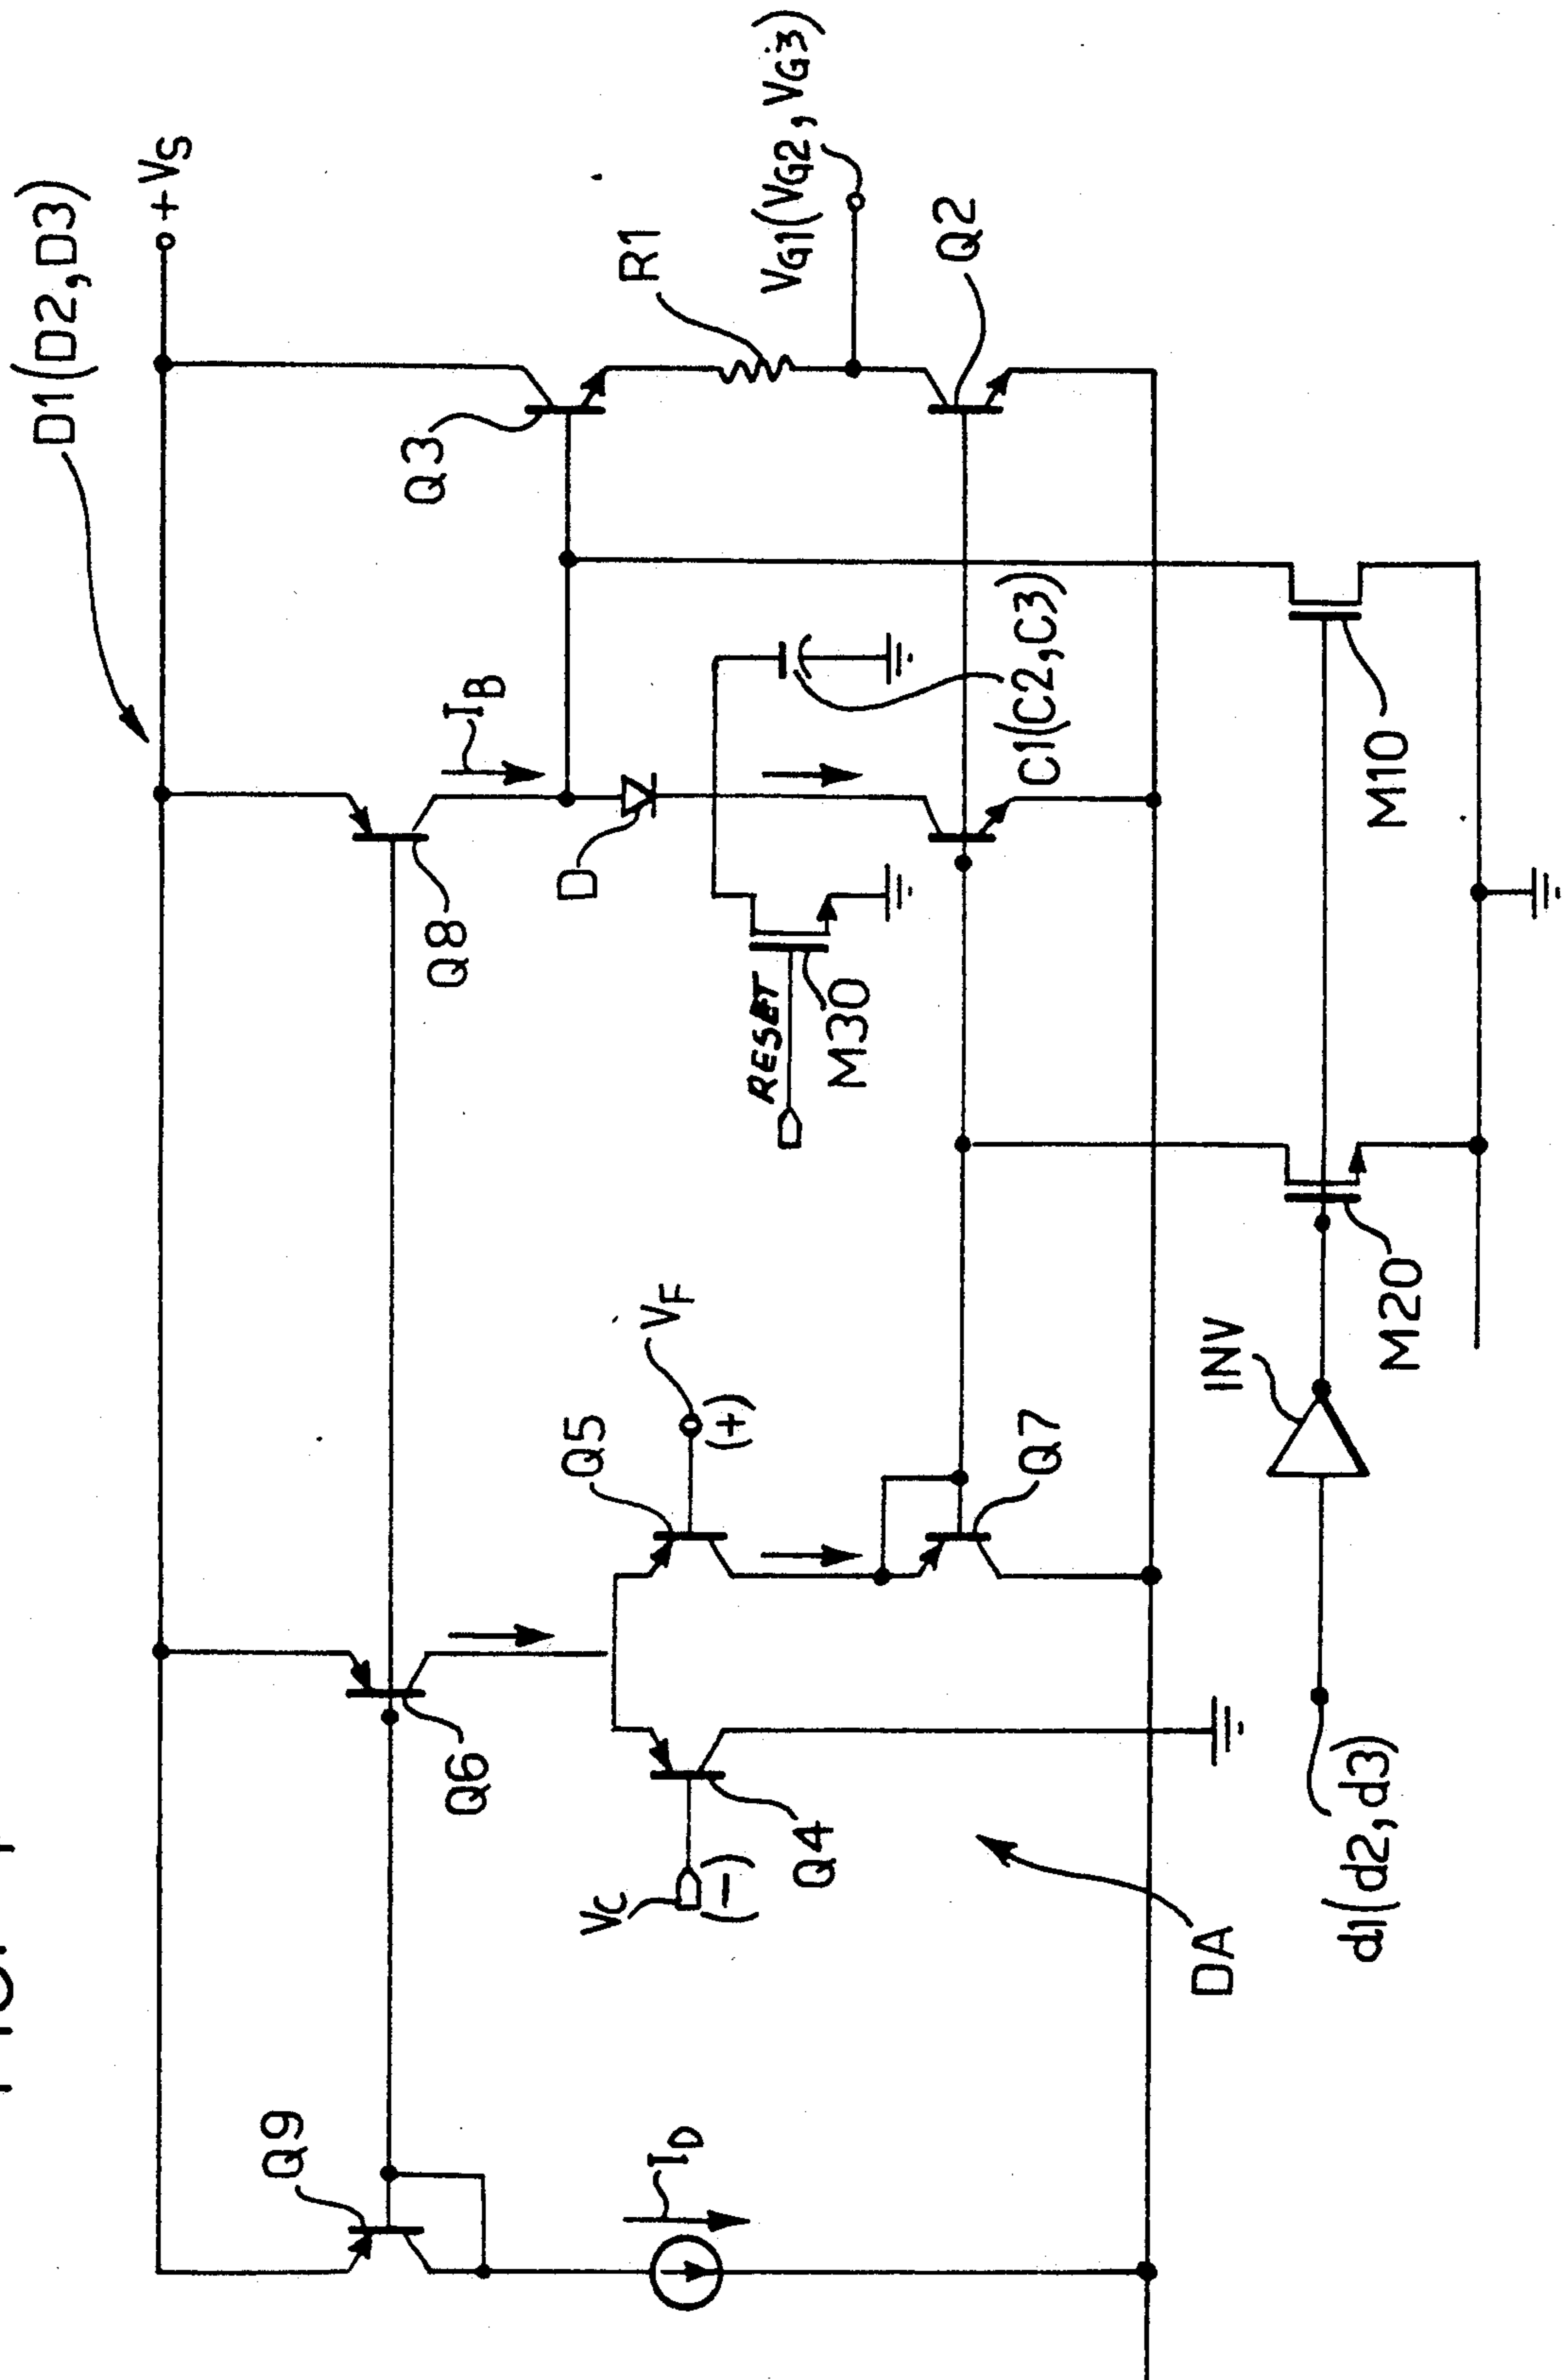 D1(D2,D3)
+VS
Q9
Q6
Q8
Q3
IB
R1
VG1(VG2,VG3)
D
Q5
VF
(+)
VC
(-)
Q4
ID
RESET
M30
C1(C2,C3)
Q2
Q7
DA
INV
d1(d2,d3)
M20
M10